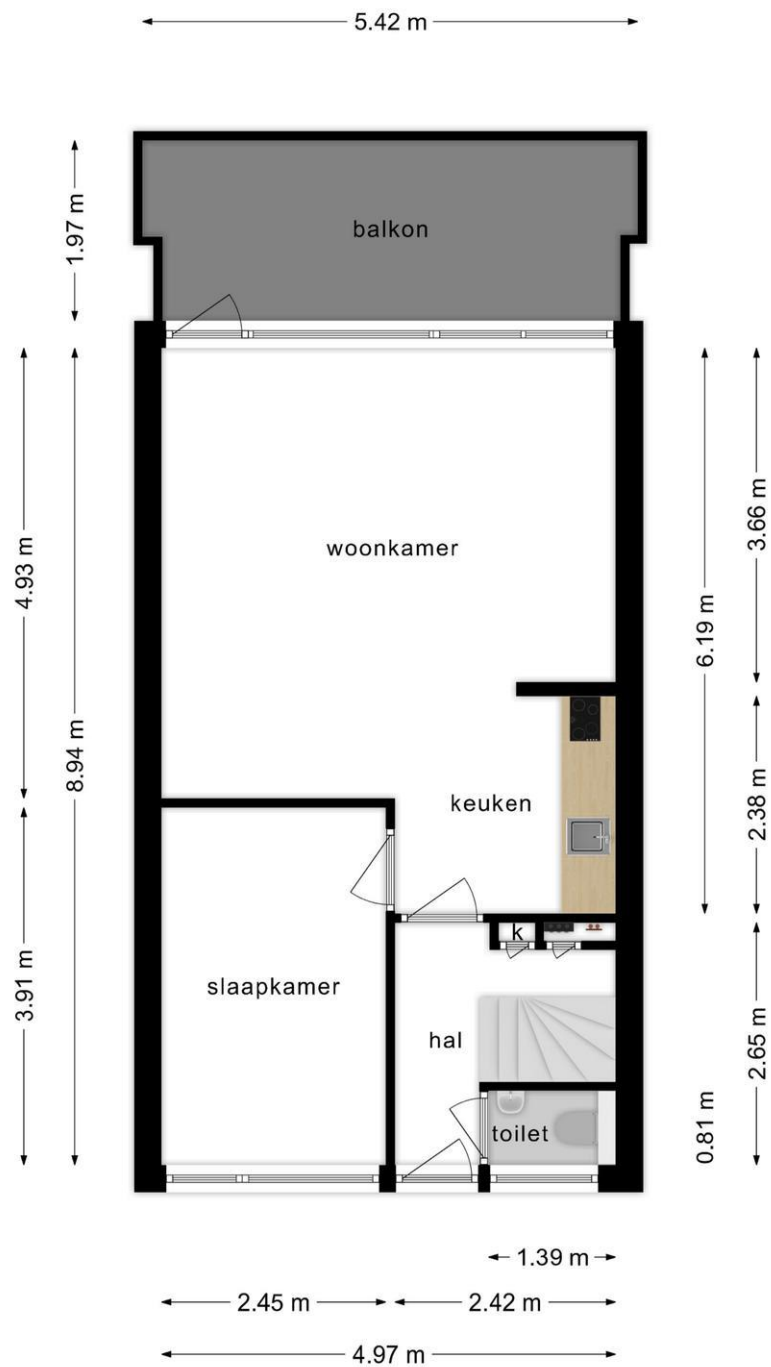 5.42 m
1.97 m
balkon
4.93 m
8.94 m
woonkamer
6.19 m
3.66 m
keuken
2.38 m
k
slaapkamer
3.91 m
hal
2.65 m
toilet
0.81 m
1.39 m
2.45 m
2.42 m
4.97 m